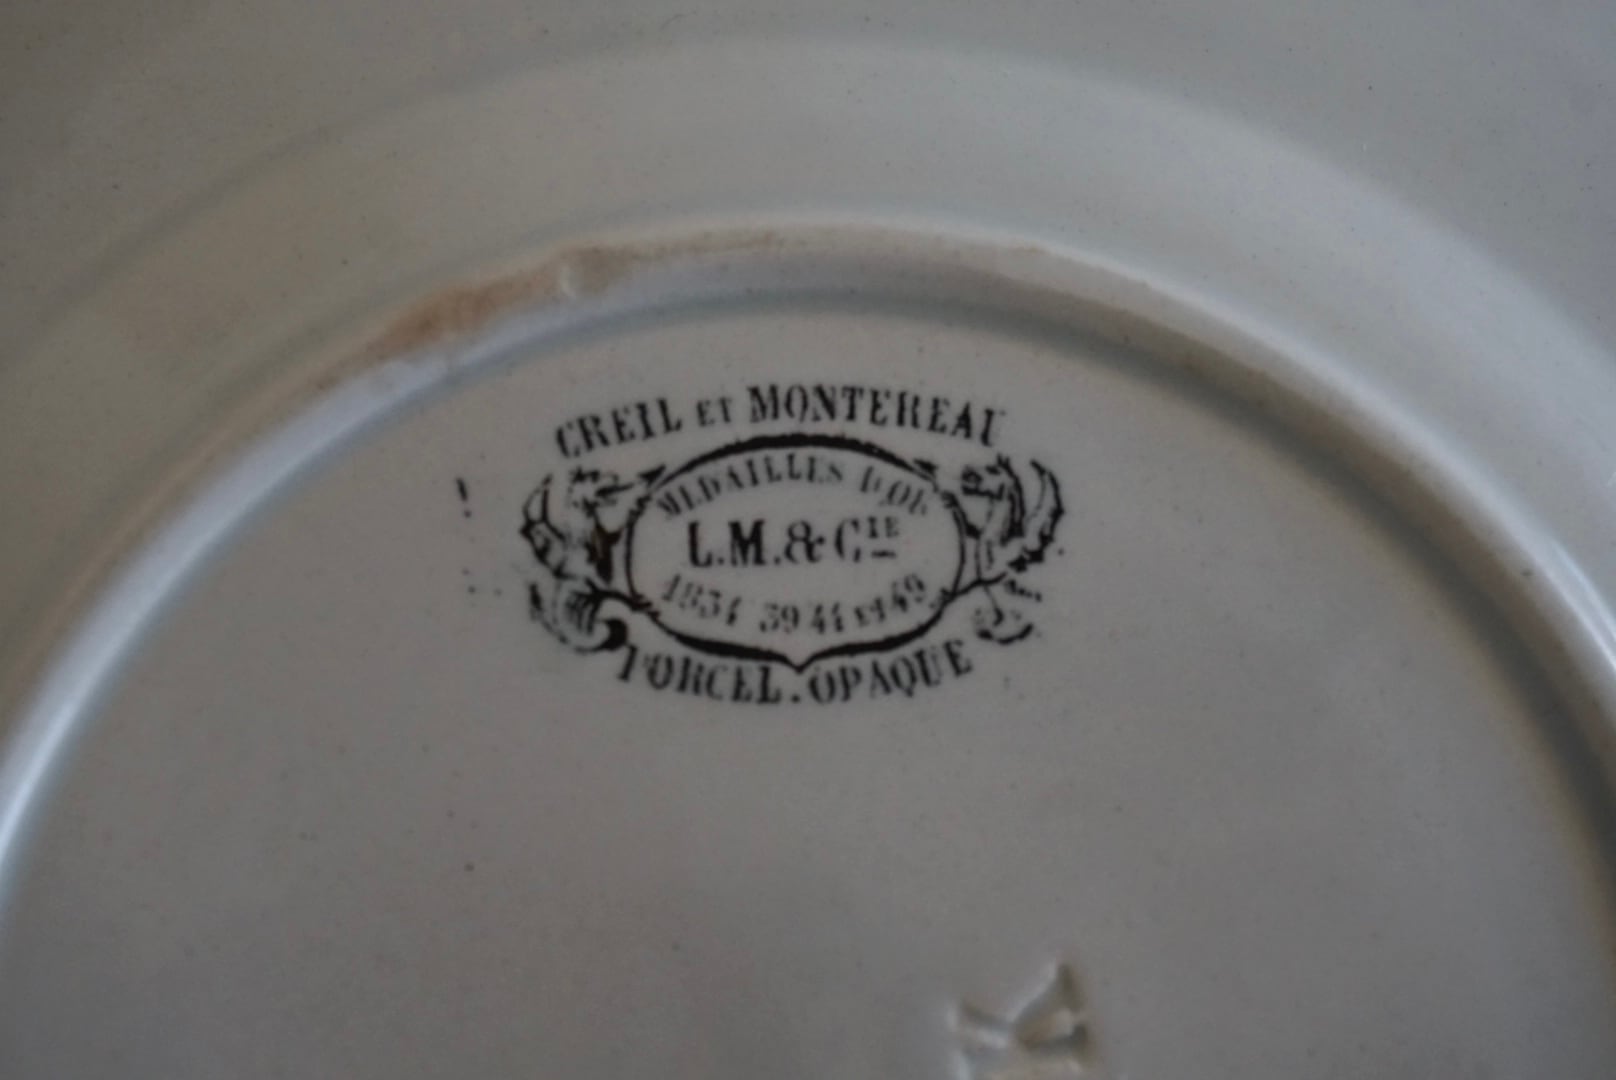 CREIL ET MONTEREAU
MEDAILLES D'OR
L.M. & CIE
1834 39 44 ET 49
PORCEL. OPAQUE